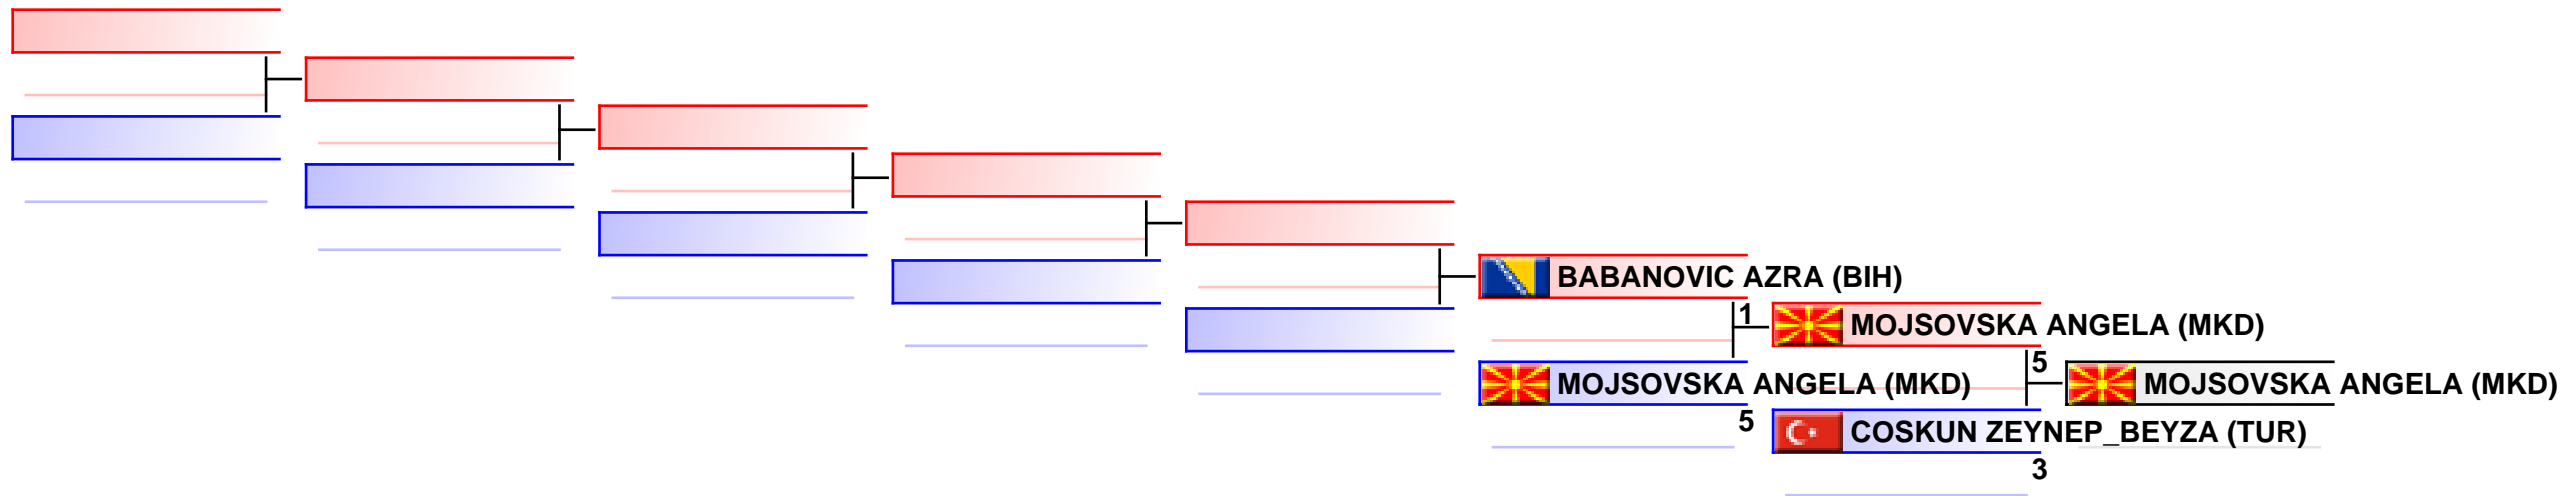 BABANOVIC AZRA (BIH)
1
MOJSOVSKA ANGELA (MKD)
5
MOJSOVSKA ANGELA (MKD)
MOJSOVSKA ANGELA (MKD)
5
COSKUN ZEYNEP_BEYZA (TUR)
3